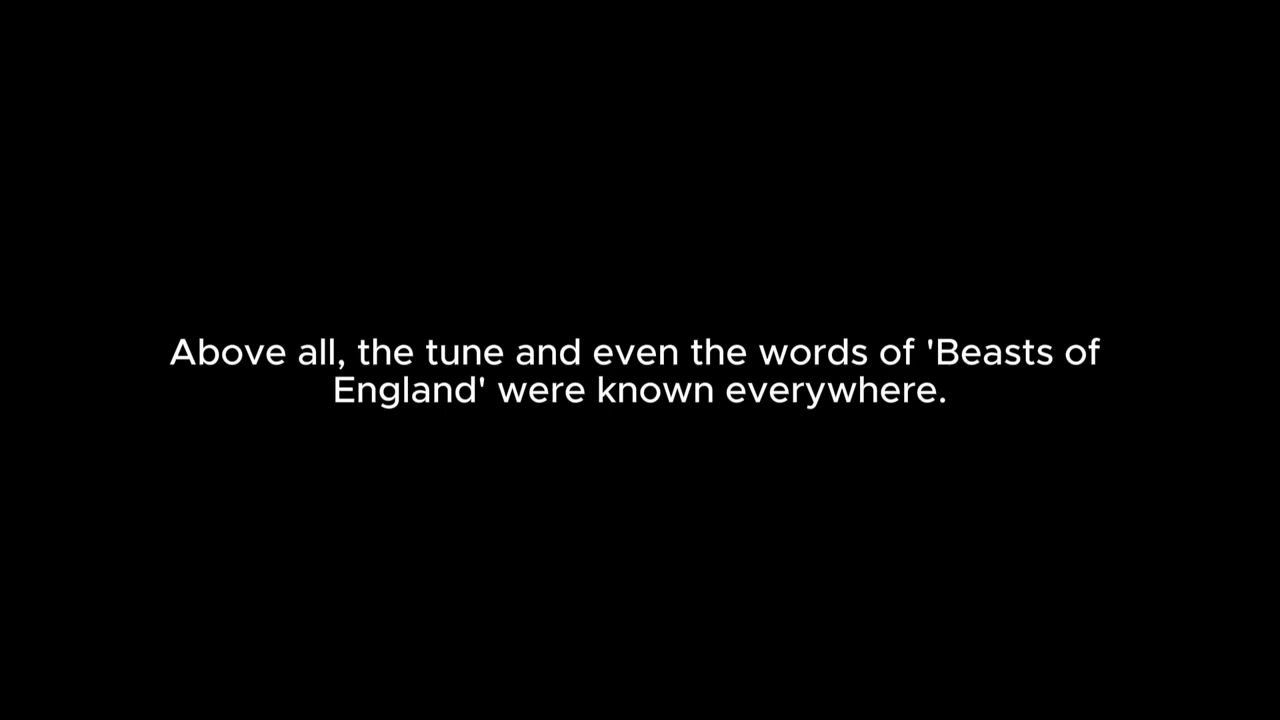 Above all, the tune and even the words of 'Beasts of
England' were known everywhere.